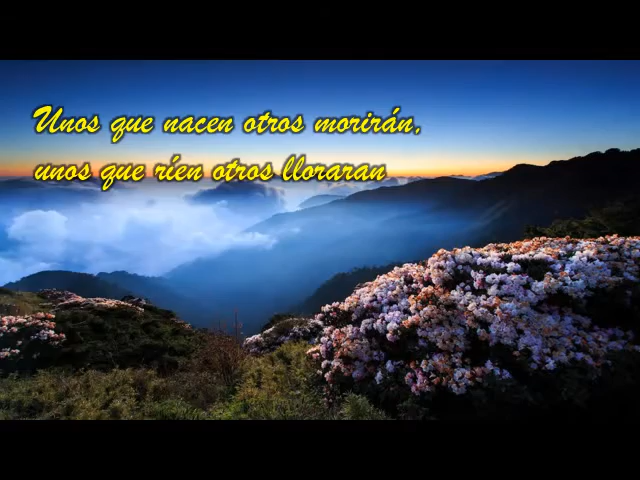 Unos que nacen otros morirán,
unos que ríen otros lloraran